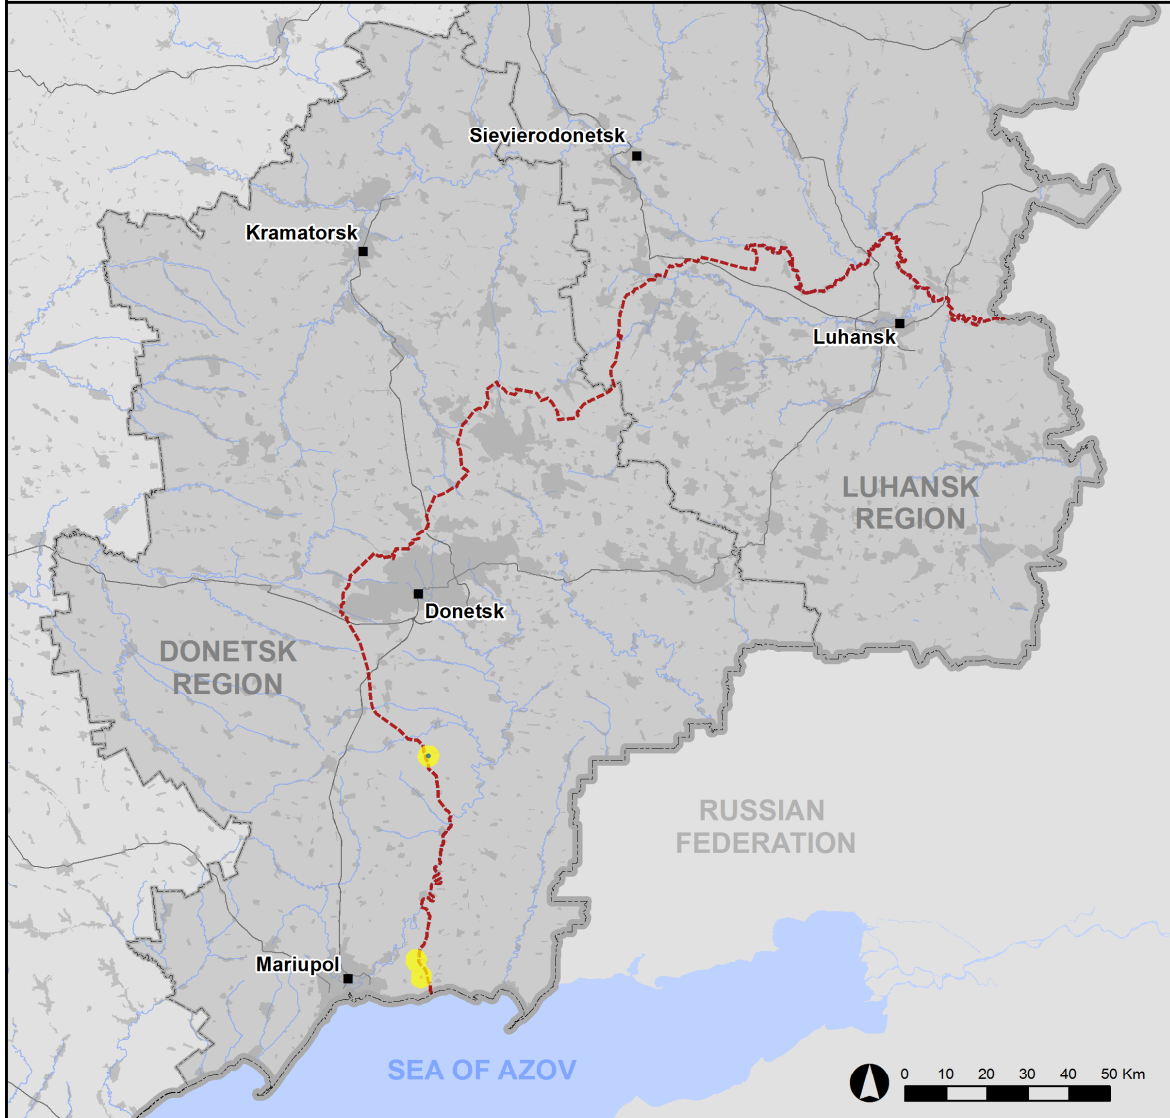 Sievierodonetsk
Kramatorsk
Luhansk
LUHANSK
REGION
Donetsk
DONETSK
REGION
RUSSIAN
FEDERATION
Mariupol
SEA OF AZOV
0 10 20 30 40 50 Km